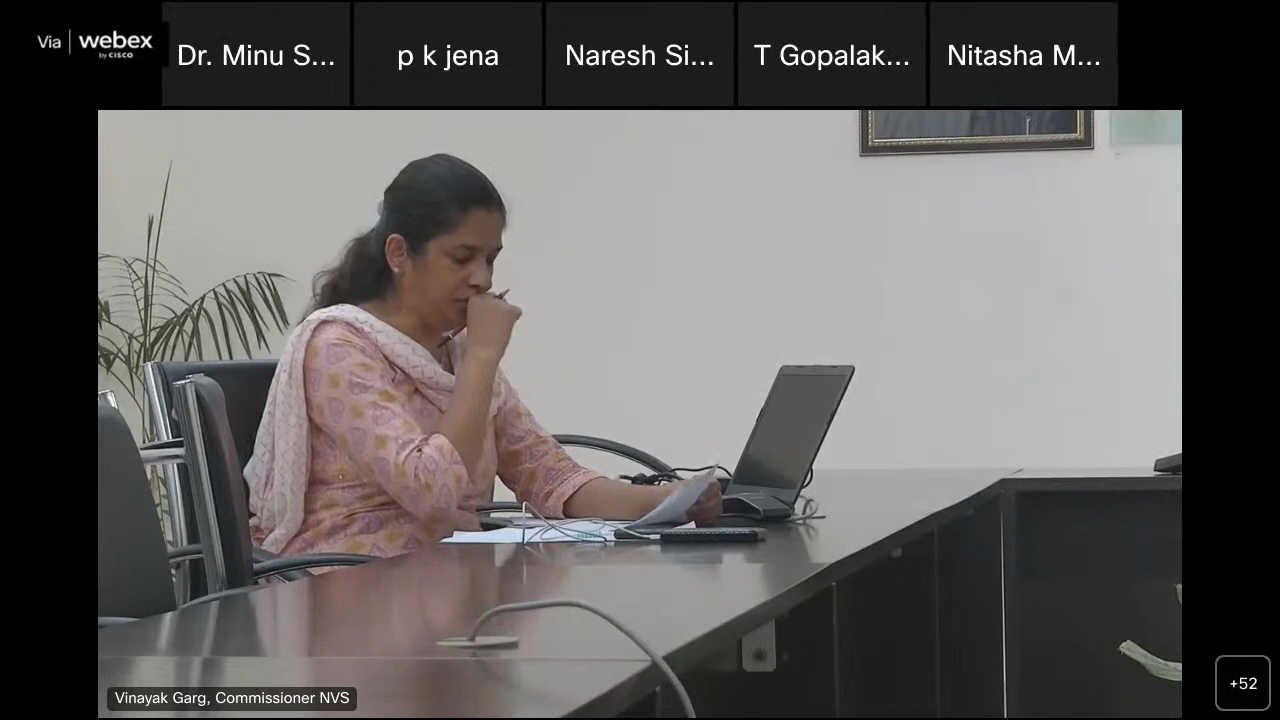 Via | webex
by CISCO
Dr. Minu S...
p k jena
Naresh Si...
T Gopalak...
Nitasha M...
Vinayak Garg, Commissioner NVS
+52